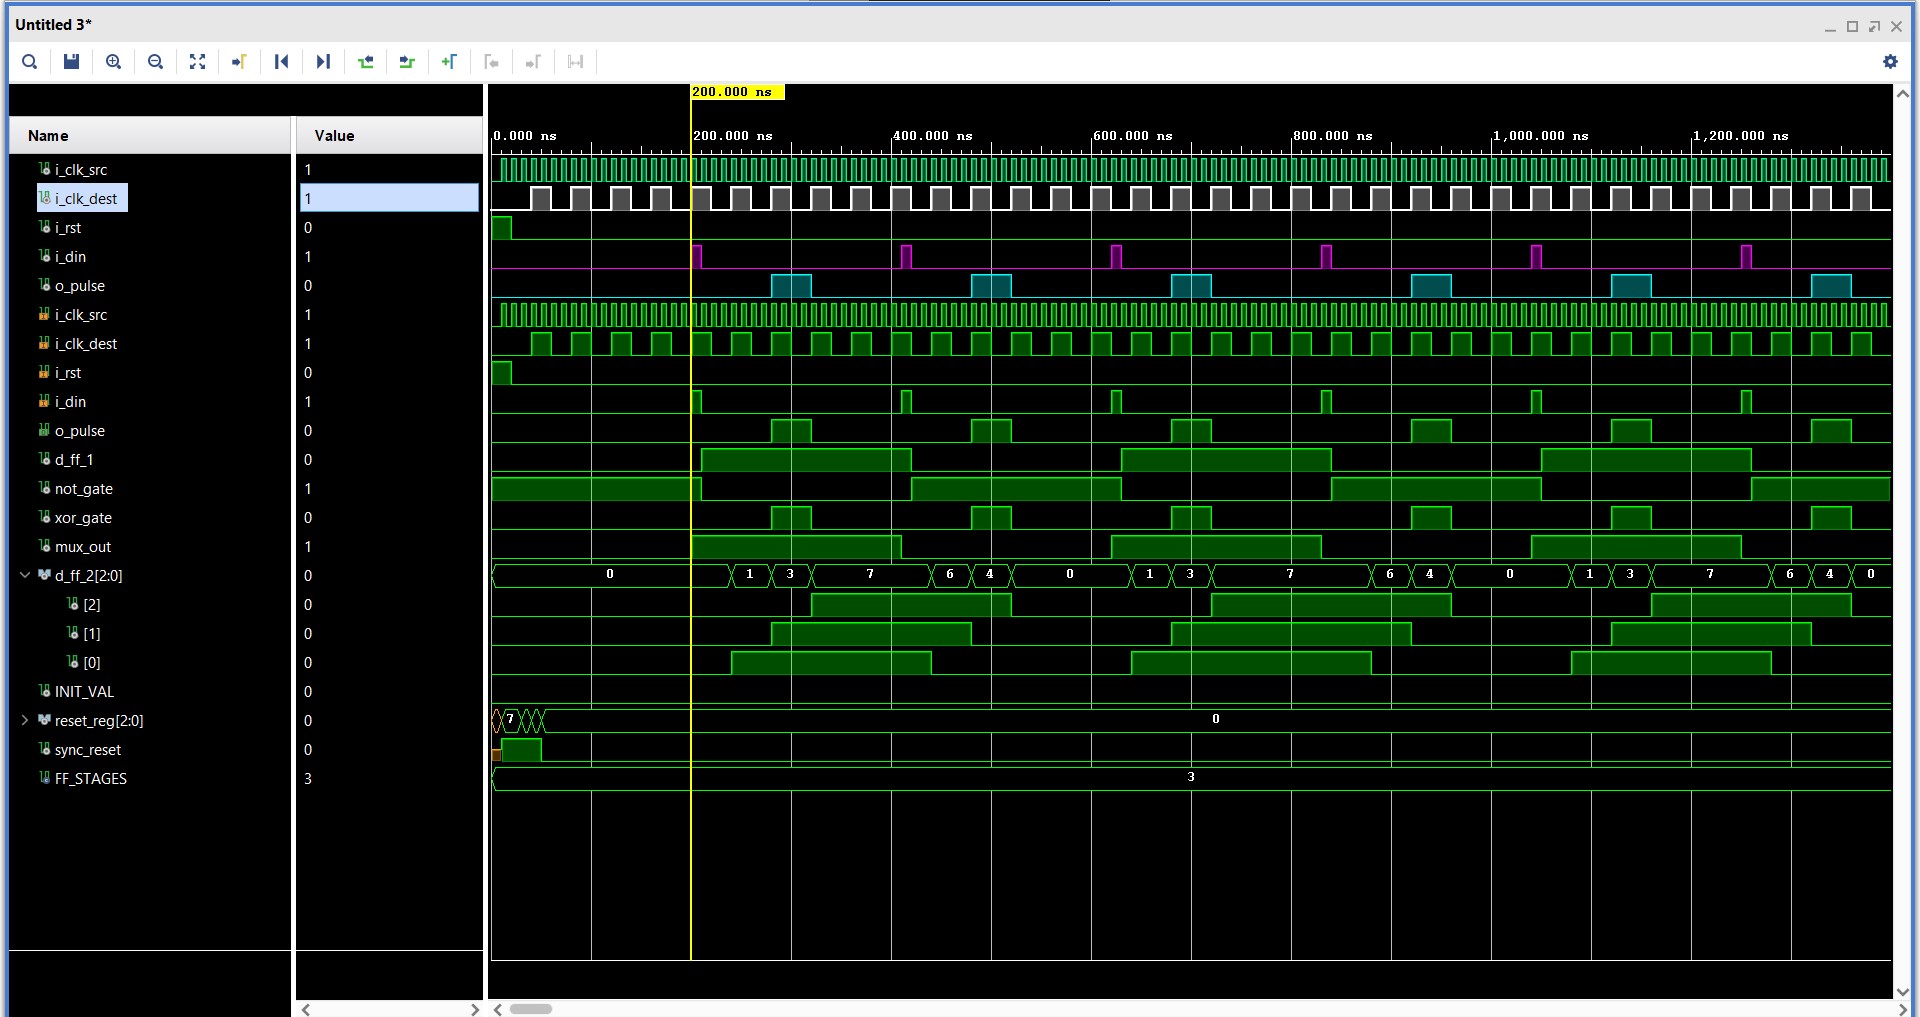 Untitled 3*
200.000 ns
Name Value
0.000 ns 200.000 ns 400.000 ns 600.000 ns 800.000 ns 1,000.000 ns 1,200.000 ns
i_clk_src 1
i_clk_dest 1
i_rst 0
i_din 1
o_pulse 0
i_clk_src 1
i_clk_dest 1
i_rst 0
i_din 1
o_pulse 0
d_ff_1 0
not_gate 1
xor_gate 0
mux_out 1
d_ff_2[2:0] 0 0 1 3 7 6 4 0 1 3 7 6 4 0 1 3 7 6 4 0
[2] 0
[1] 0
[0] 0
INIT_VAL 0
reset_reg[2:0] 0 7 0
sync_reset 0
FF_STAGES 3 3